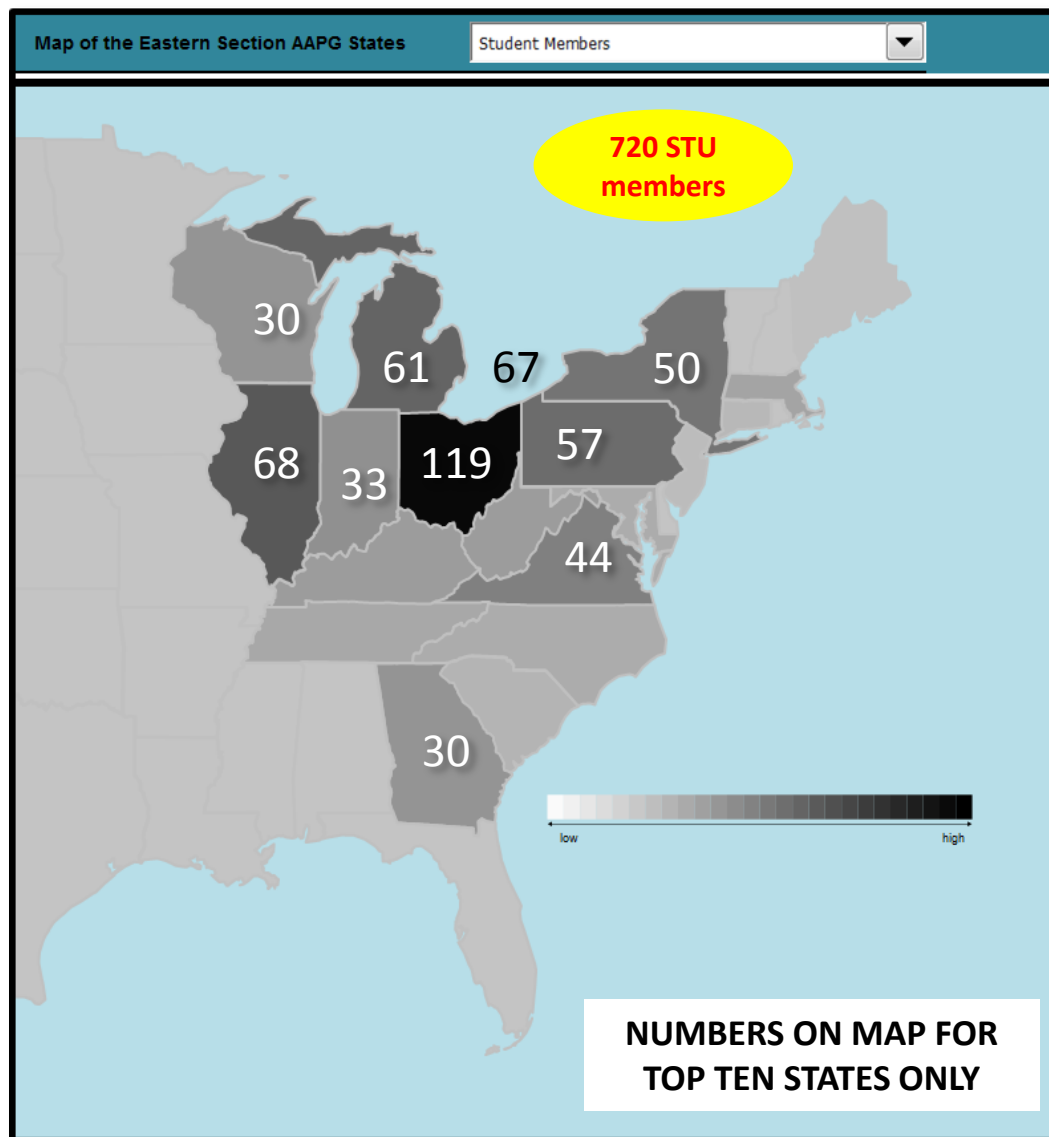 Map of the Eastern Section AAPG States
Student Members
720 STU
members
30
61
67
50
68
33
119
57
44
30
low
high
NUMBERS ON MAP FOR
TOP TEN STATES ONLY